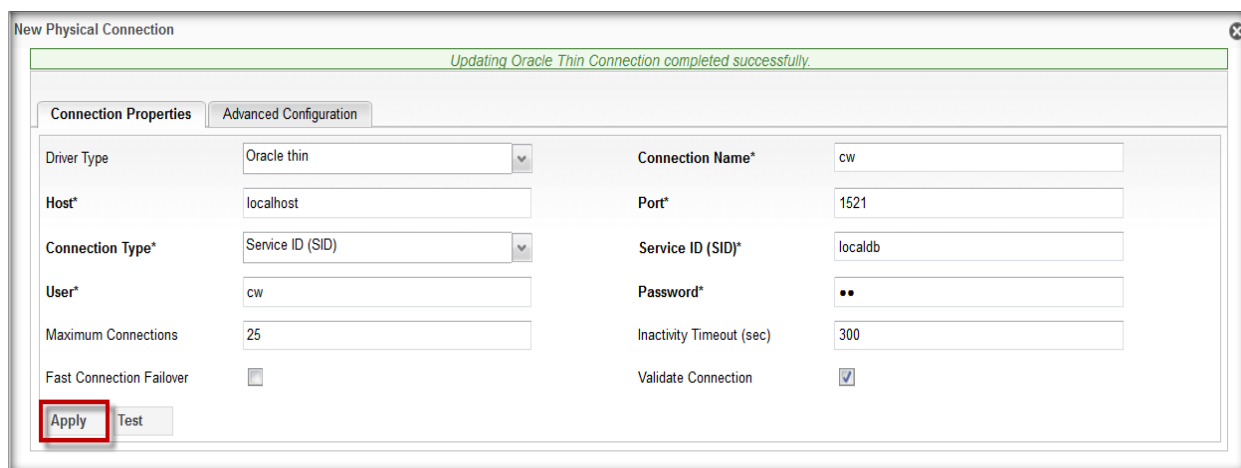 New Physical Connection
Updating Oracle Thin Connection completed successfully.
Connection Properties Advanced Configuration
Driver Type Oracle thin Connection Name* cw
Host* localhost Port* 1521
Connection Type* Service ID (SID) Service ID (SID)* localdb
User* cw Password* ••
Maximum Connections 25 Inactivity Timeout (sec) 300
Fast Connection Failover Validate Connection
Apply Test